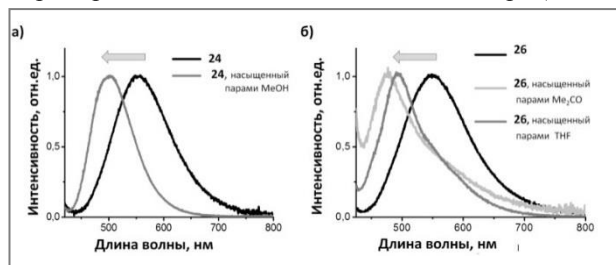 а)
24
24, насыщенный
парами MeOH
Интенсивность, отн.ед.
1,0
0,5
0,0
500 600 700 800
Длина волны, нм
б)
26
26, насыщенный
парами Me₂CO
26, насыщенный
парами THF
Интенсивность, отн.ед.
1,0
0,5
0,0
500 600 700 800
Длина волны, нм